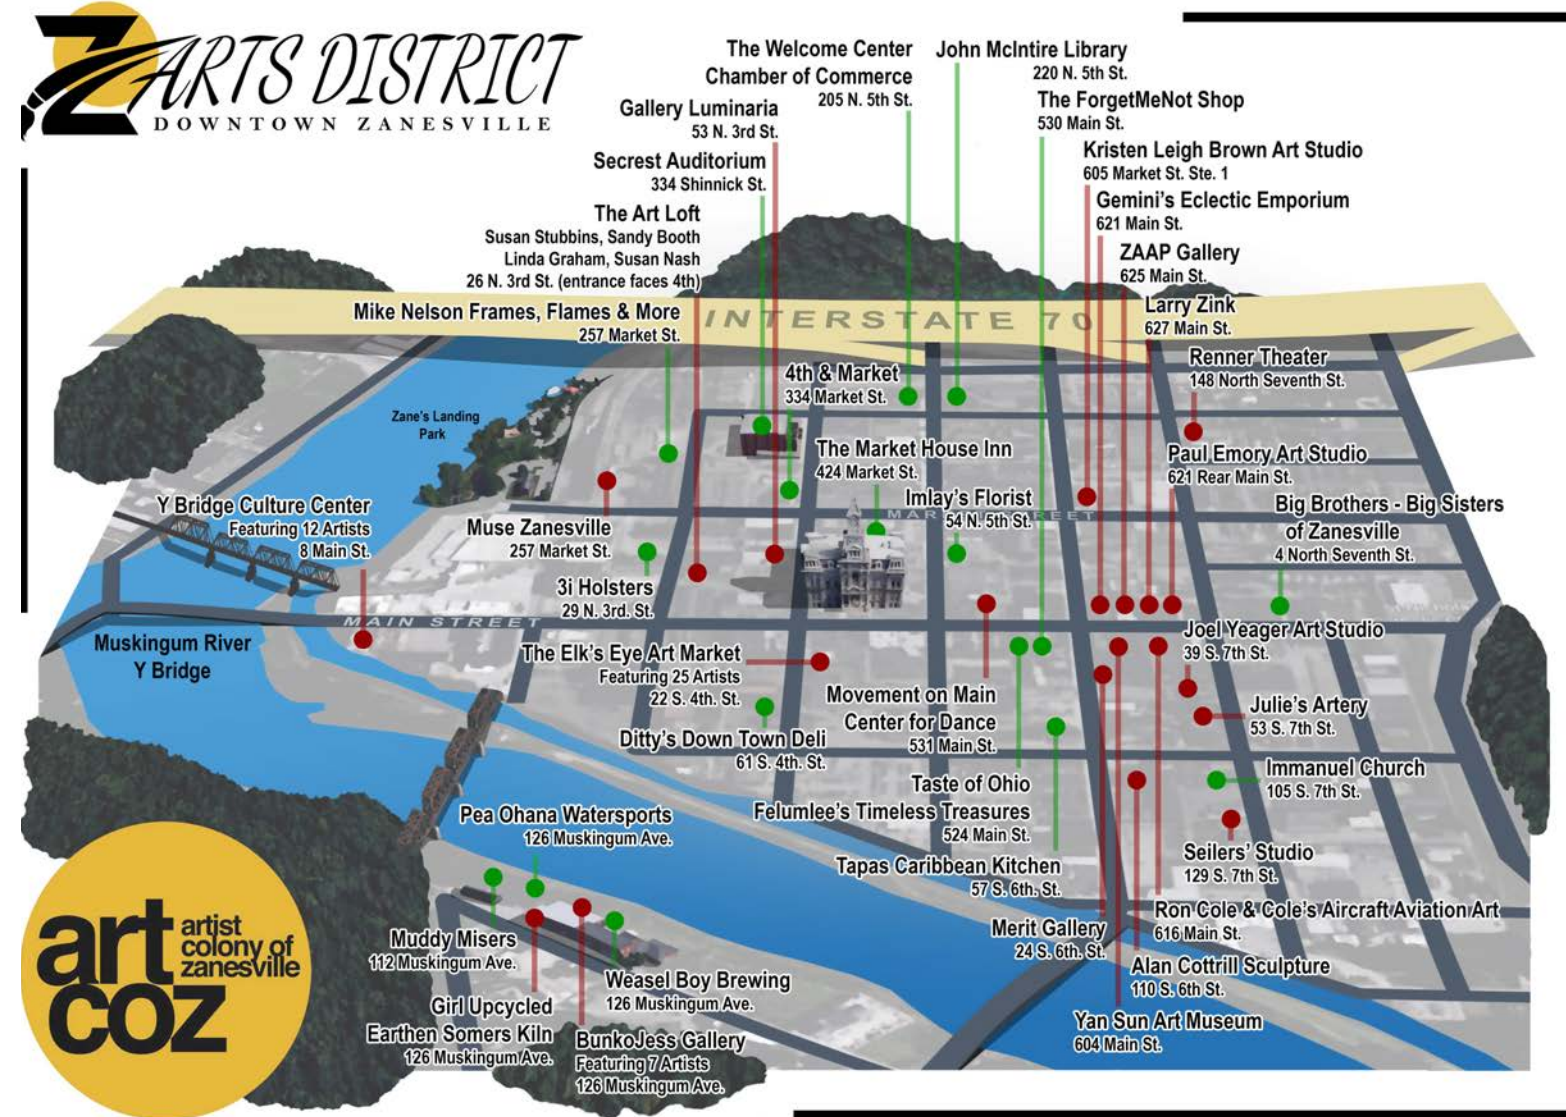 Z ARTS DISTRICT
DOWNTOWN ZANESVILLE
The Welcome Center
Chamber of Commerce
205 N. 5th St.
John McIntire Library
220 N. 5th St.
The ForgetMeNot Shop
530 Main St.
Gallery Luminaria
53 N. 3rd St.
Kristen Leigh Brown Art Studio
605 Market St. Ste. 1
Secrest Auditorium
334 Shinnick St.
Gemini's Eclectic Emporium
621 Main St.
The Art Loft
Susan Stubbins, Sandy Booth
Linda Graham, Susan Nash
26 N. 3rd St. (entrance faces 4th)
ZAAP Gallery
625 Main St.
Mike Nelson Frames, Flames & More
257 Market St.
INTERSTATE 70
Larry Zink
627 Main St.
Renner Theater
148 North Seventh St.
4th & Market
334 Market St.
Zane's Landing
Park
The Market House Inn
424 Market St.
Paul Emory Art Studio
621 Rear Main St.
Imlay's Florist
54 N. 5th St.
MARKET STREET
Big Brothers - Big Sisters
of Zanesville
4 North Seventh St.
Y Bridge Culture Center
Featuring 12 Artists
8 Main St.
Muse Zanesville
257 Market St.
3i Holsters
29 N. 3rd. St.
MAIN STREET
Muskingum River
Y Bridge
The Elk's Eye Art Market
Featuring 25 Artists
22 S. 4th. St.
Joel Yeager Art Studio
39 S. 7th St.
Movement on Main
Center for Dance
531 Main St.
Julie's Artery
53 S. 7th St.
Ditty's Down Town Deli
61 S. 4th. St.
Immanuel Church
105 S. 7th St.
Taste of Ohio
Felumlee's Timeless Treasures
524 Main St.
Pea Ohana Watersports
126 Muskingum Ave.
Seilers' Studio
129 S. 7th St.
Tapas Caribbean Kitchen
57 S. 6th. St.
Ron Cole & Cole's Aircraft Aviation Art
616 Main St.
Merit Gallery
24 S. 6th. St.
Muddy Misers
112 Muskingum Ave.
Alan Cottrill Sculpture
110 S. 6th St.
Weasel Boy Brewing
126 Muskingum Ave.
Girl Upcycled
Earthen Somers Kiln
126 Muskingum Ave.
Yan Sun Art Museum
604 Main St.
BunkoJess Gallery
Featuring 7 Artists
126 Muskingum Ave.
art
coz
artist
colony of
zanesville